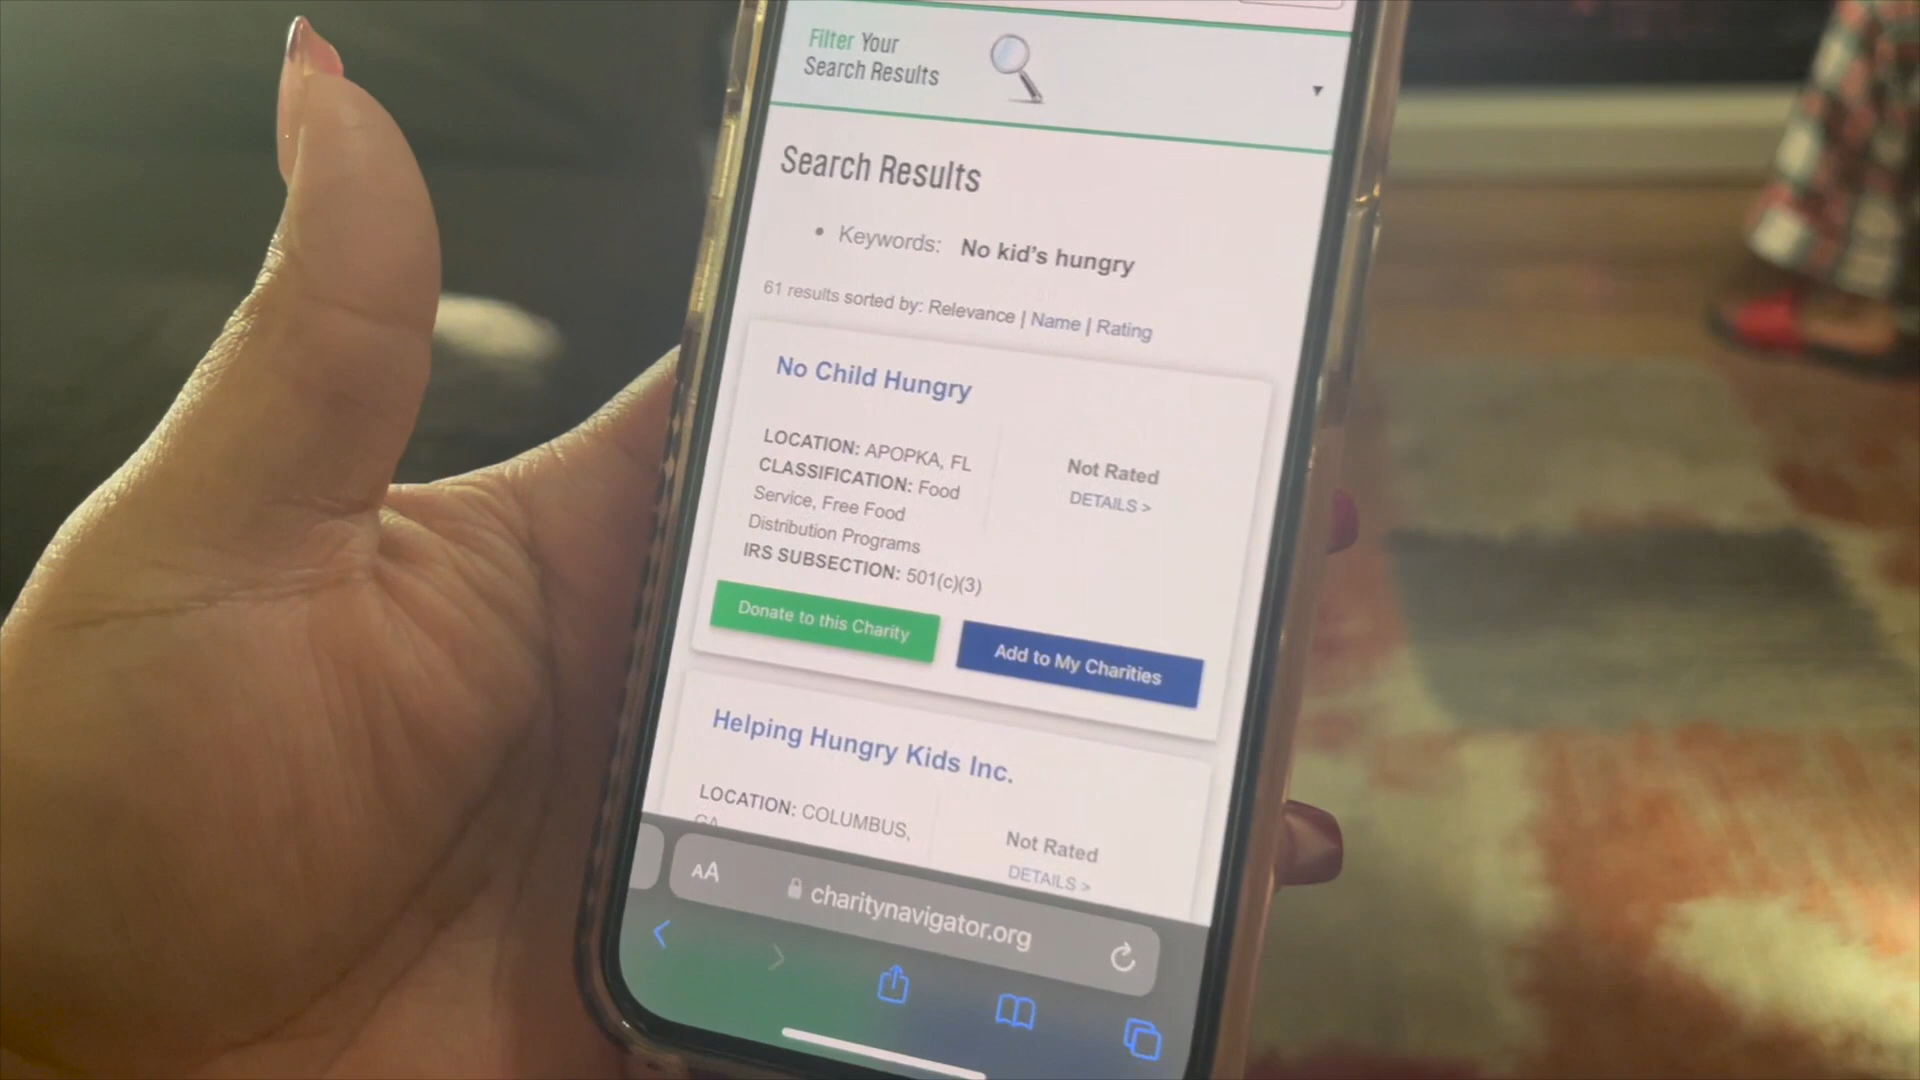 Filter Your
Search Results
Search Results
• Keywords: No kid's hungry
61 results sorted by: Relevance | Name | Rating
No Child Hungry
LOCATION: APOPKA, FL
CLASSIFICATION: Food
Service, Free Food
Distribution Programs
IRS SUBSECTION: 501(c)(3)
Not Rated
DETAILS >
Donate to this Charity
Add to My Charities
Helping Hungry Kids Inc.
LOCATION: COLUMBUS,
GA
Not Rated
DETAILS >
AA
charitynavigator.org